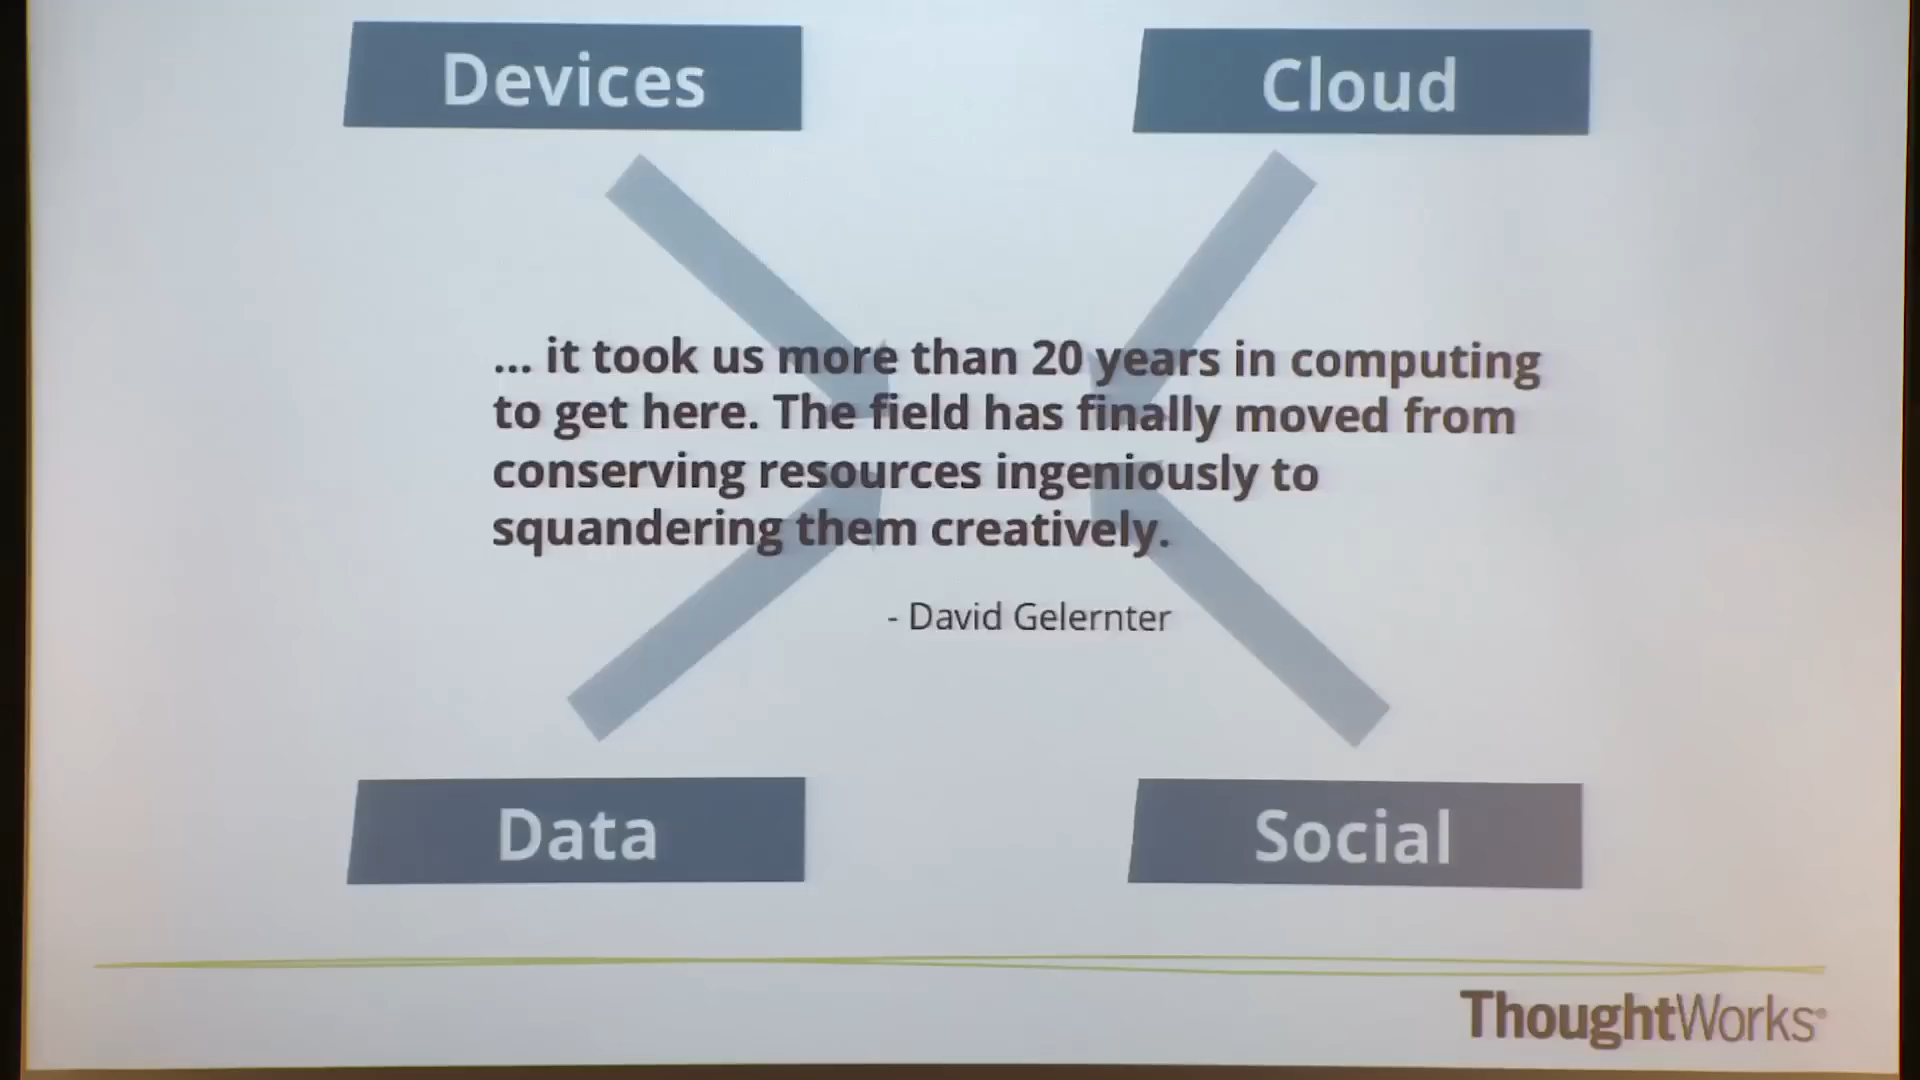 Devices
Cloud
... it took us more than 20 years in computing
to get here. The field has finally moved from
conserving resources ingeniously to
squandering them creatively.
- David Gelernter
Data
Social
ThoughtWorks®